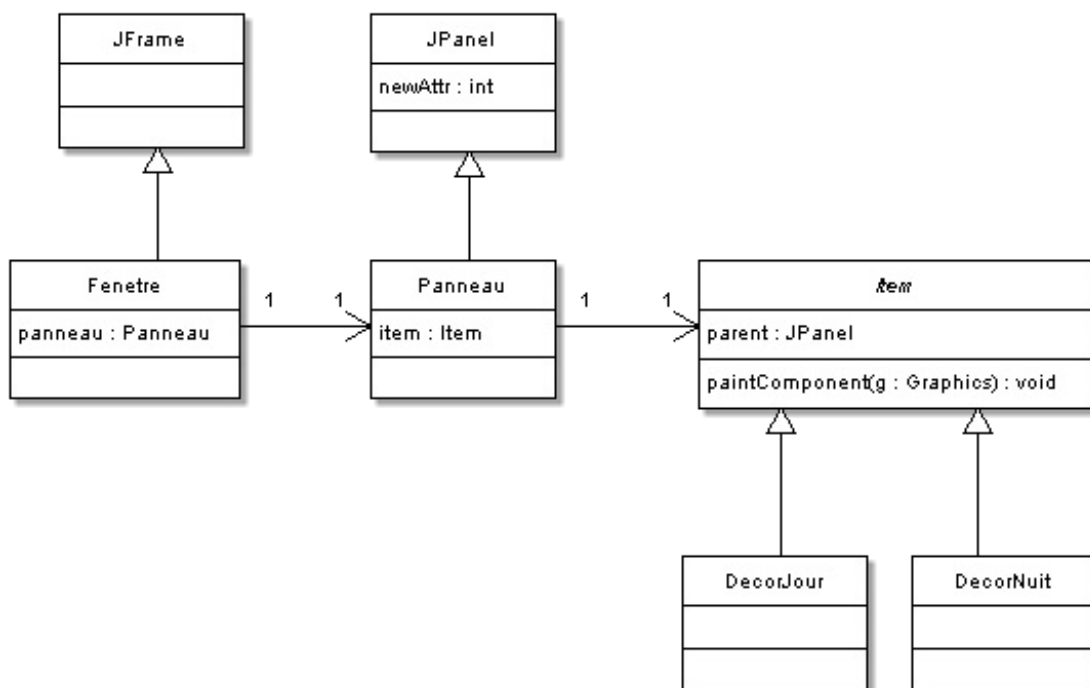 JFrame
JPanel
newAttr : int
Fenetre
panneau : Panneau
1
1
Panneau
item : Item
1
1
Item
parent : JPanel
paintComponent(g : Graphics) : void
DecorJour
DecorNuit